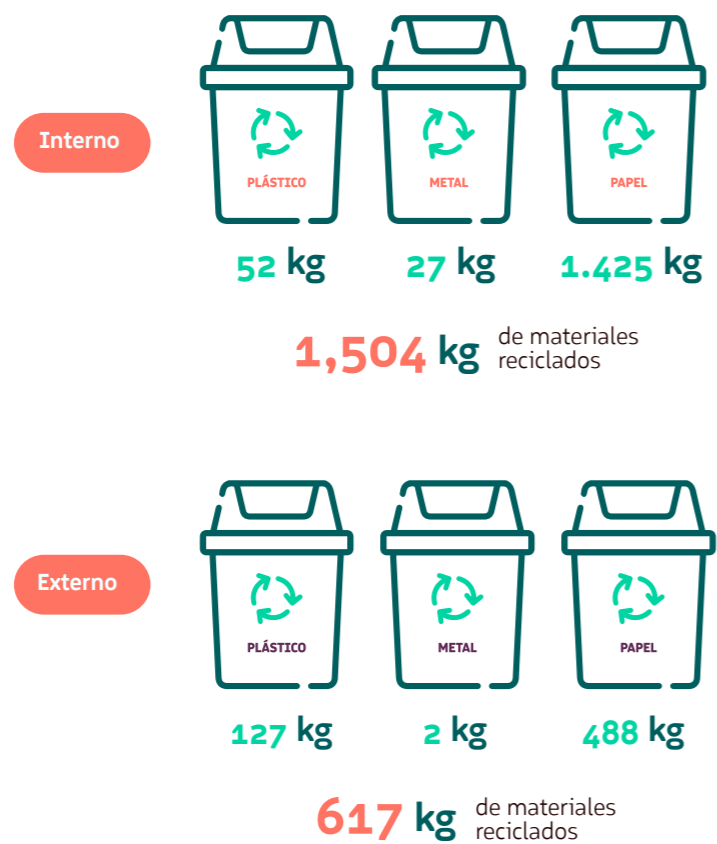 Interno
PLÁSTICO
METAL
PAPEL
52 kg
27 kg
1.425 kg
1,504 kg
de materiales
reciclados
Externo
PLÁSTICO
METAL
PAPEL
127 kg
2 kg
488 kg
617 kg
de materiales
reciclados